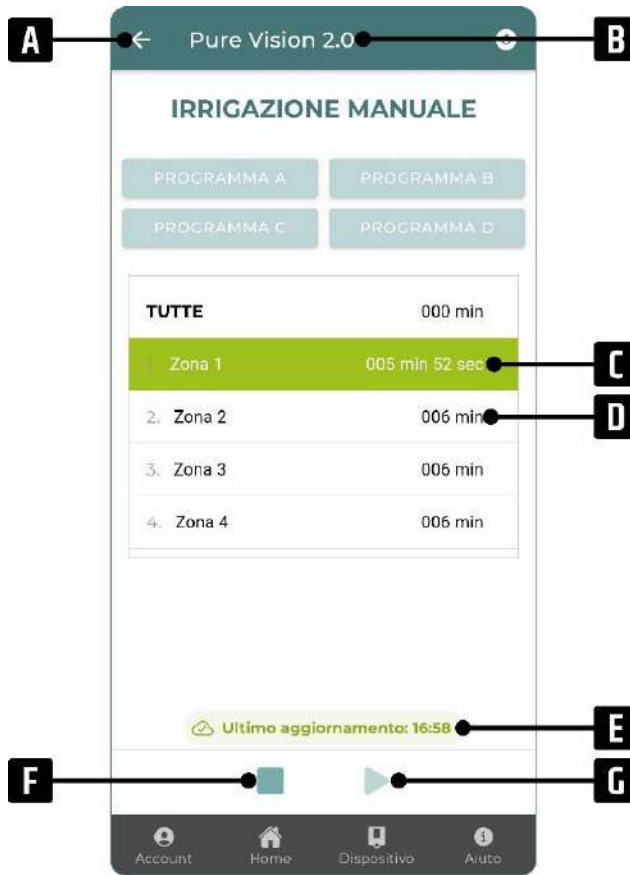 A Pure Vision 2.0 B
IRRIGAZIONE MANUALE
PROGRAMMA A PROGRAMMA B
PROGRAMMA C PROGRAMMA D
TUTTE 000 min
1. Zona 1 005 min 52 sec C
2. Zona 2 006 min D
3. Zona 3 006 min
4. Zona 4 006 min
Ultimo aggiornamento: 16:58 E
F G
Account Home Dispositivo Aiuto